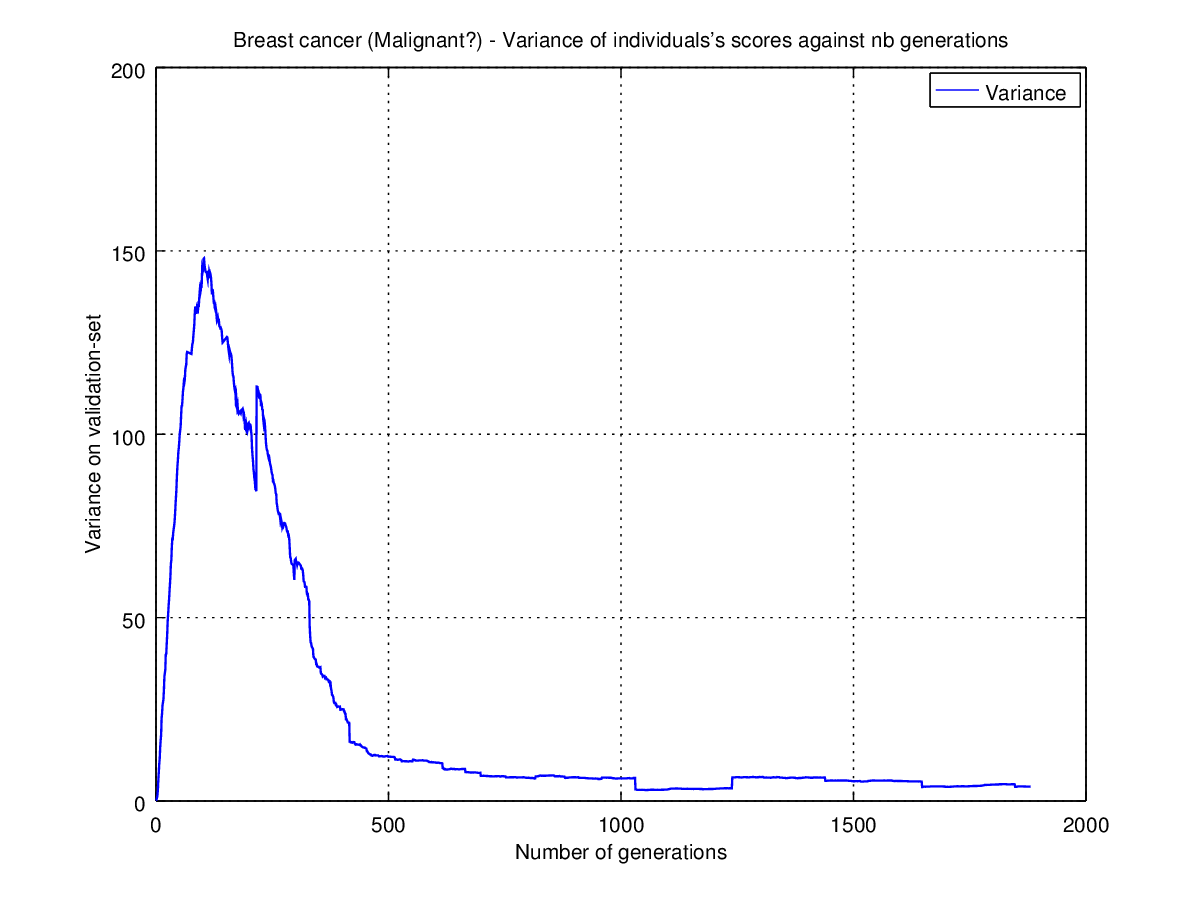 Breast cancer (Malignant?) - Variance of individuals's scores against nb generations
Variance
200
150
100
50
0
Variance on validation-set
0 500 1000 1500 2000
Number of generations